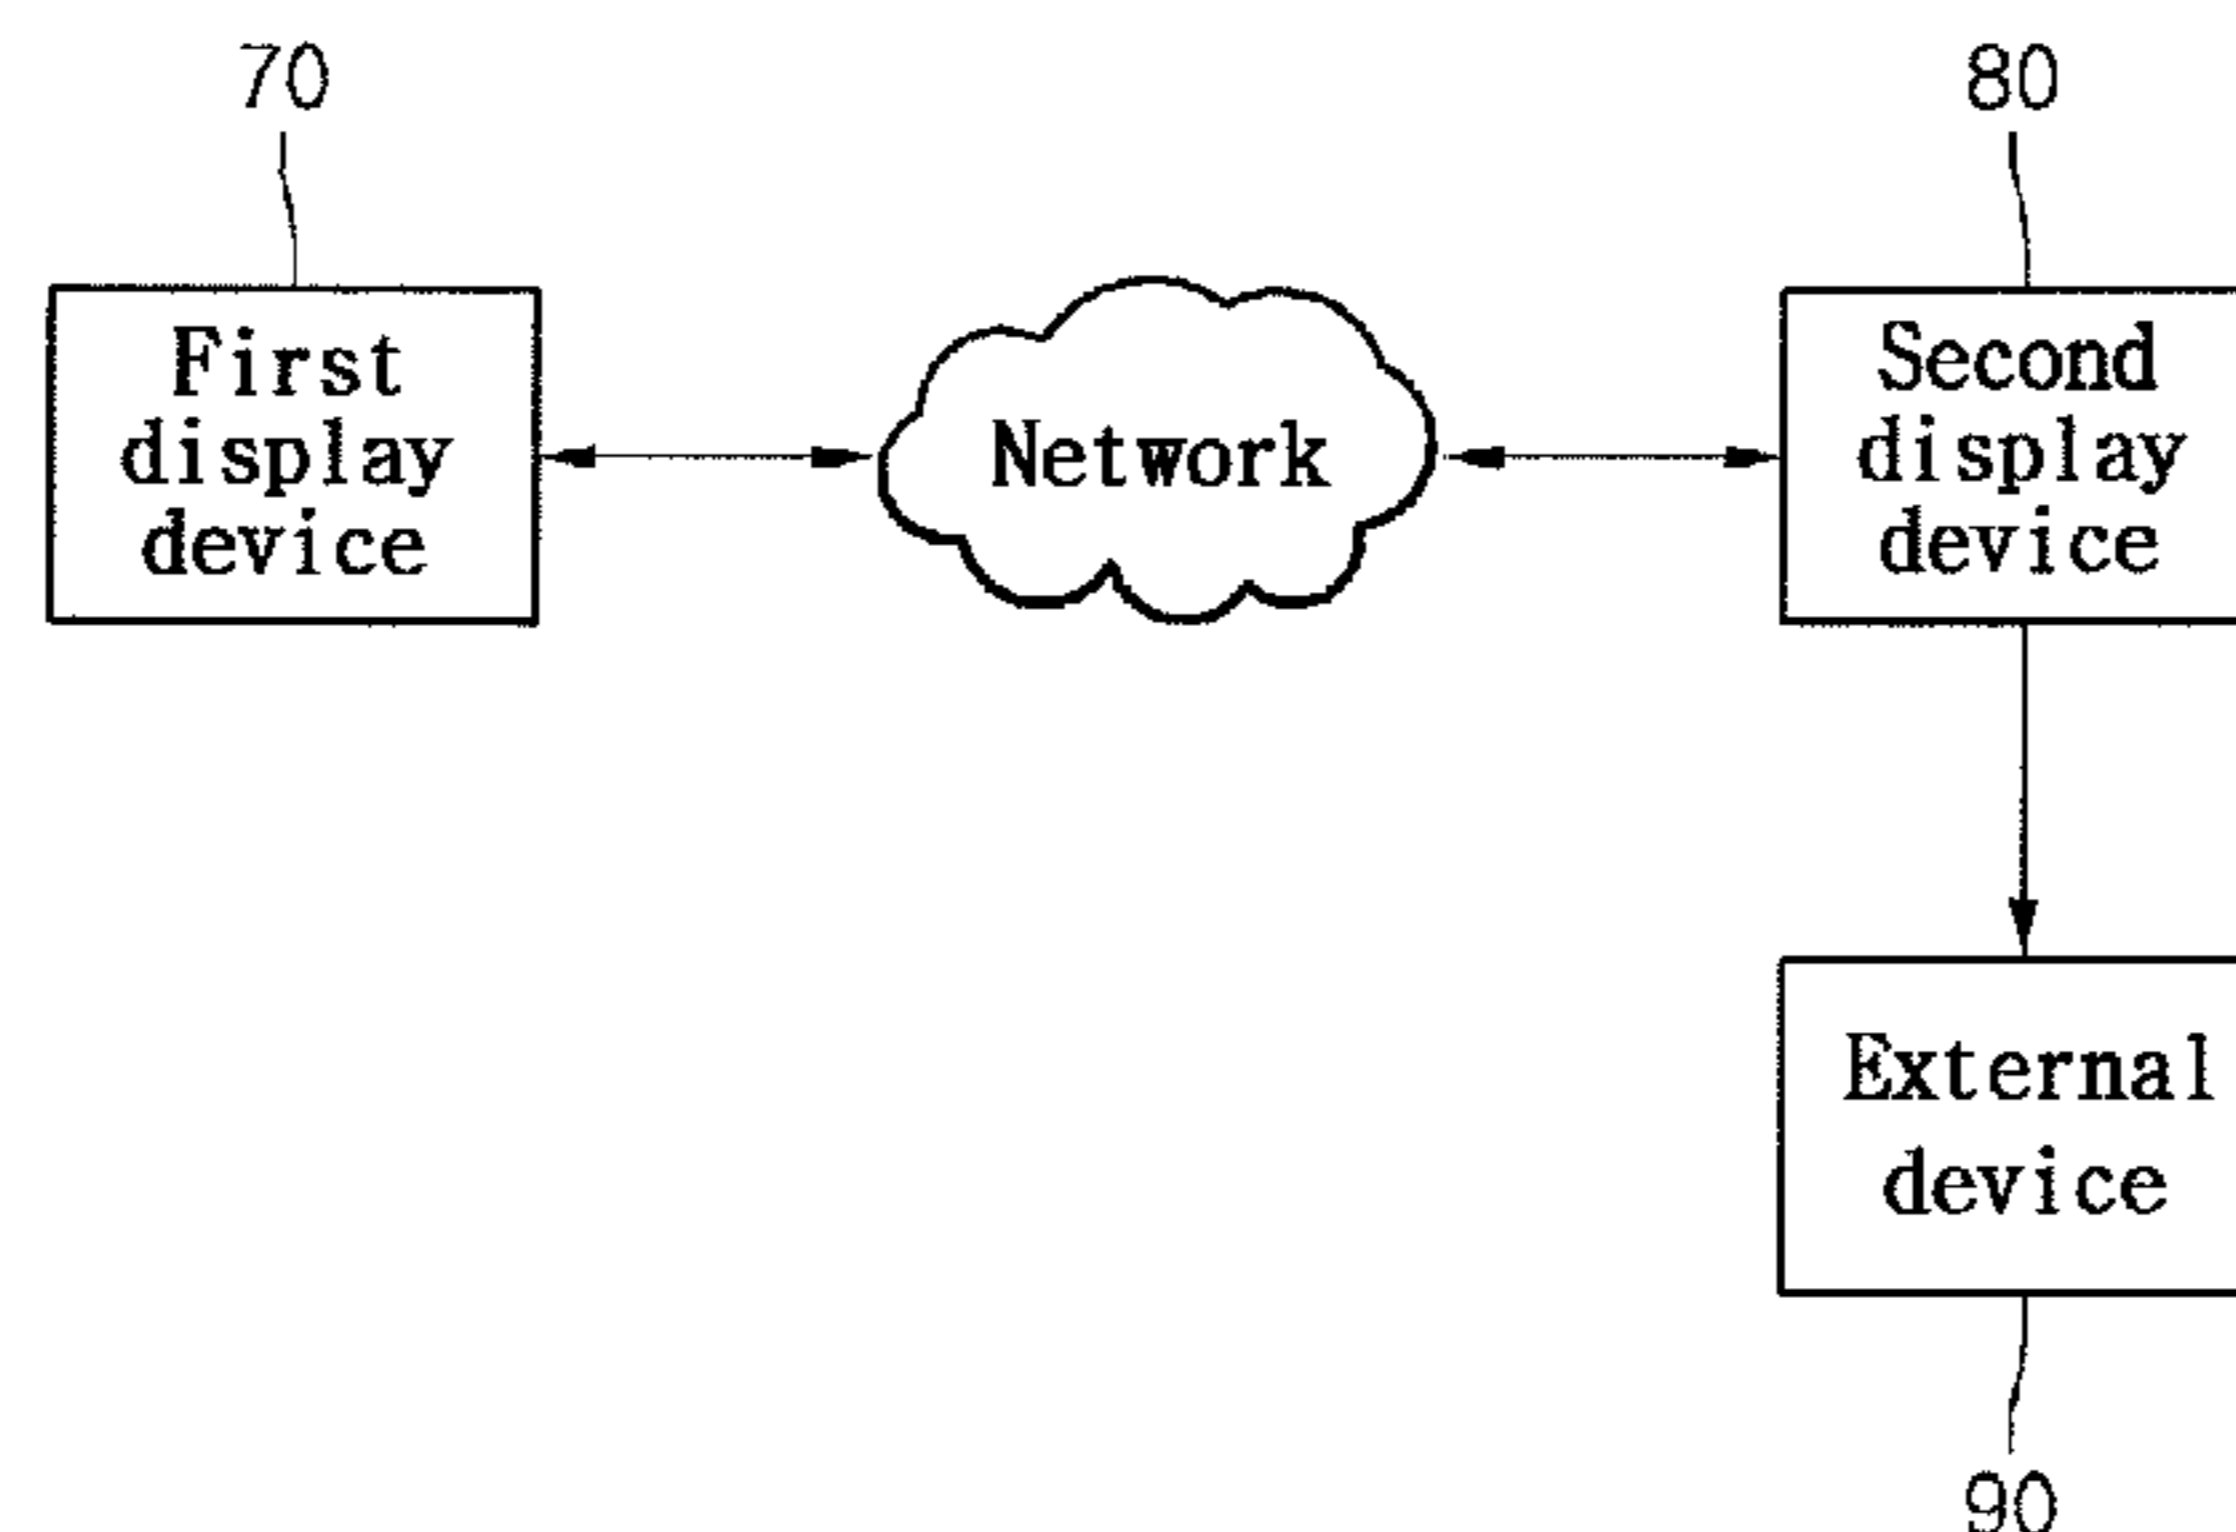 70
80
First
display
device
Network
Second
display
device
External
device
90